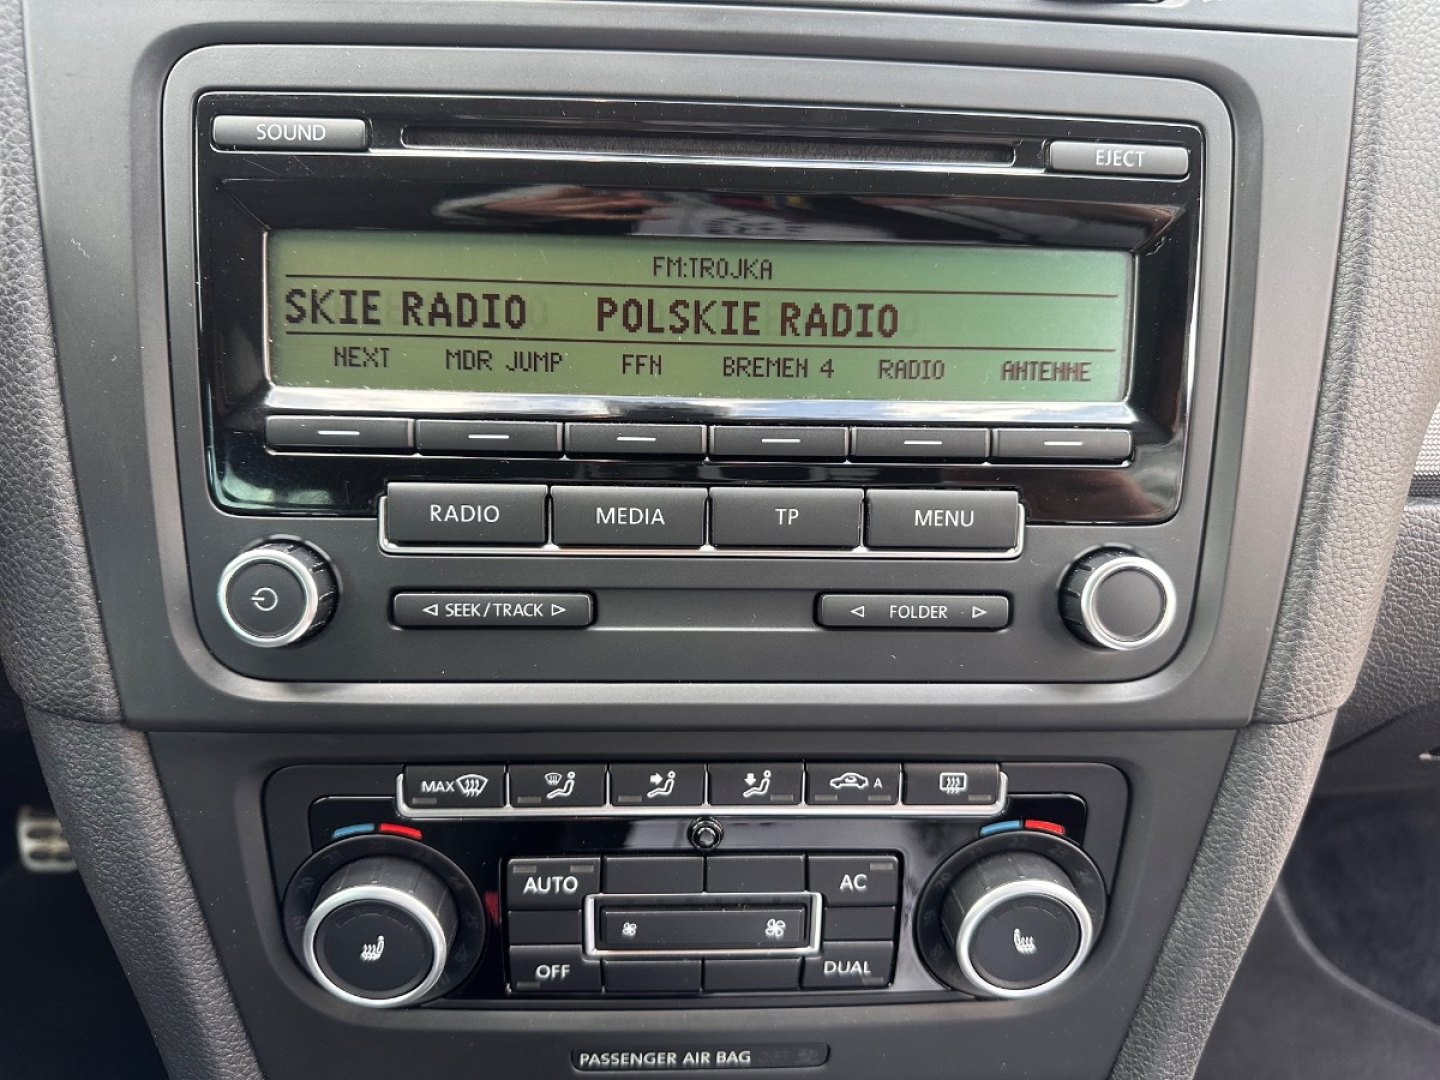 SOUND EJECT
FM:TROJKA
SKIE RADIO POLSKIE RADIO
NEXT MDR JUMP FFN BREMEN 4 RADIO ANTENNE
RADIO MEDIA TP MENU
SEEK/TRACK FOLDER
MAX A
AUTO AC
OFF DUAL
PASSENGER AIR BAG